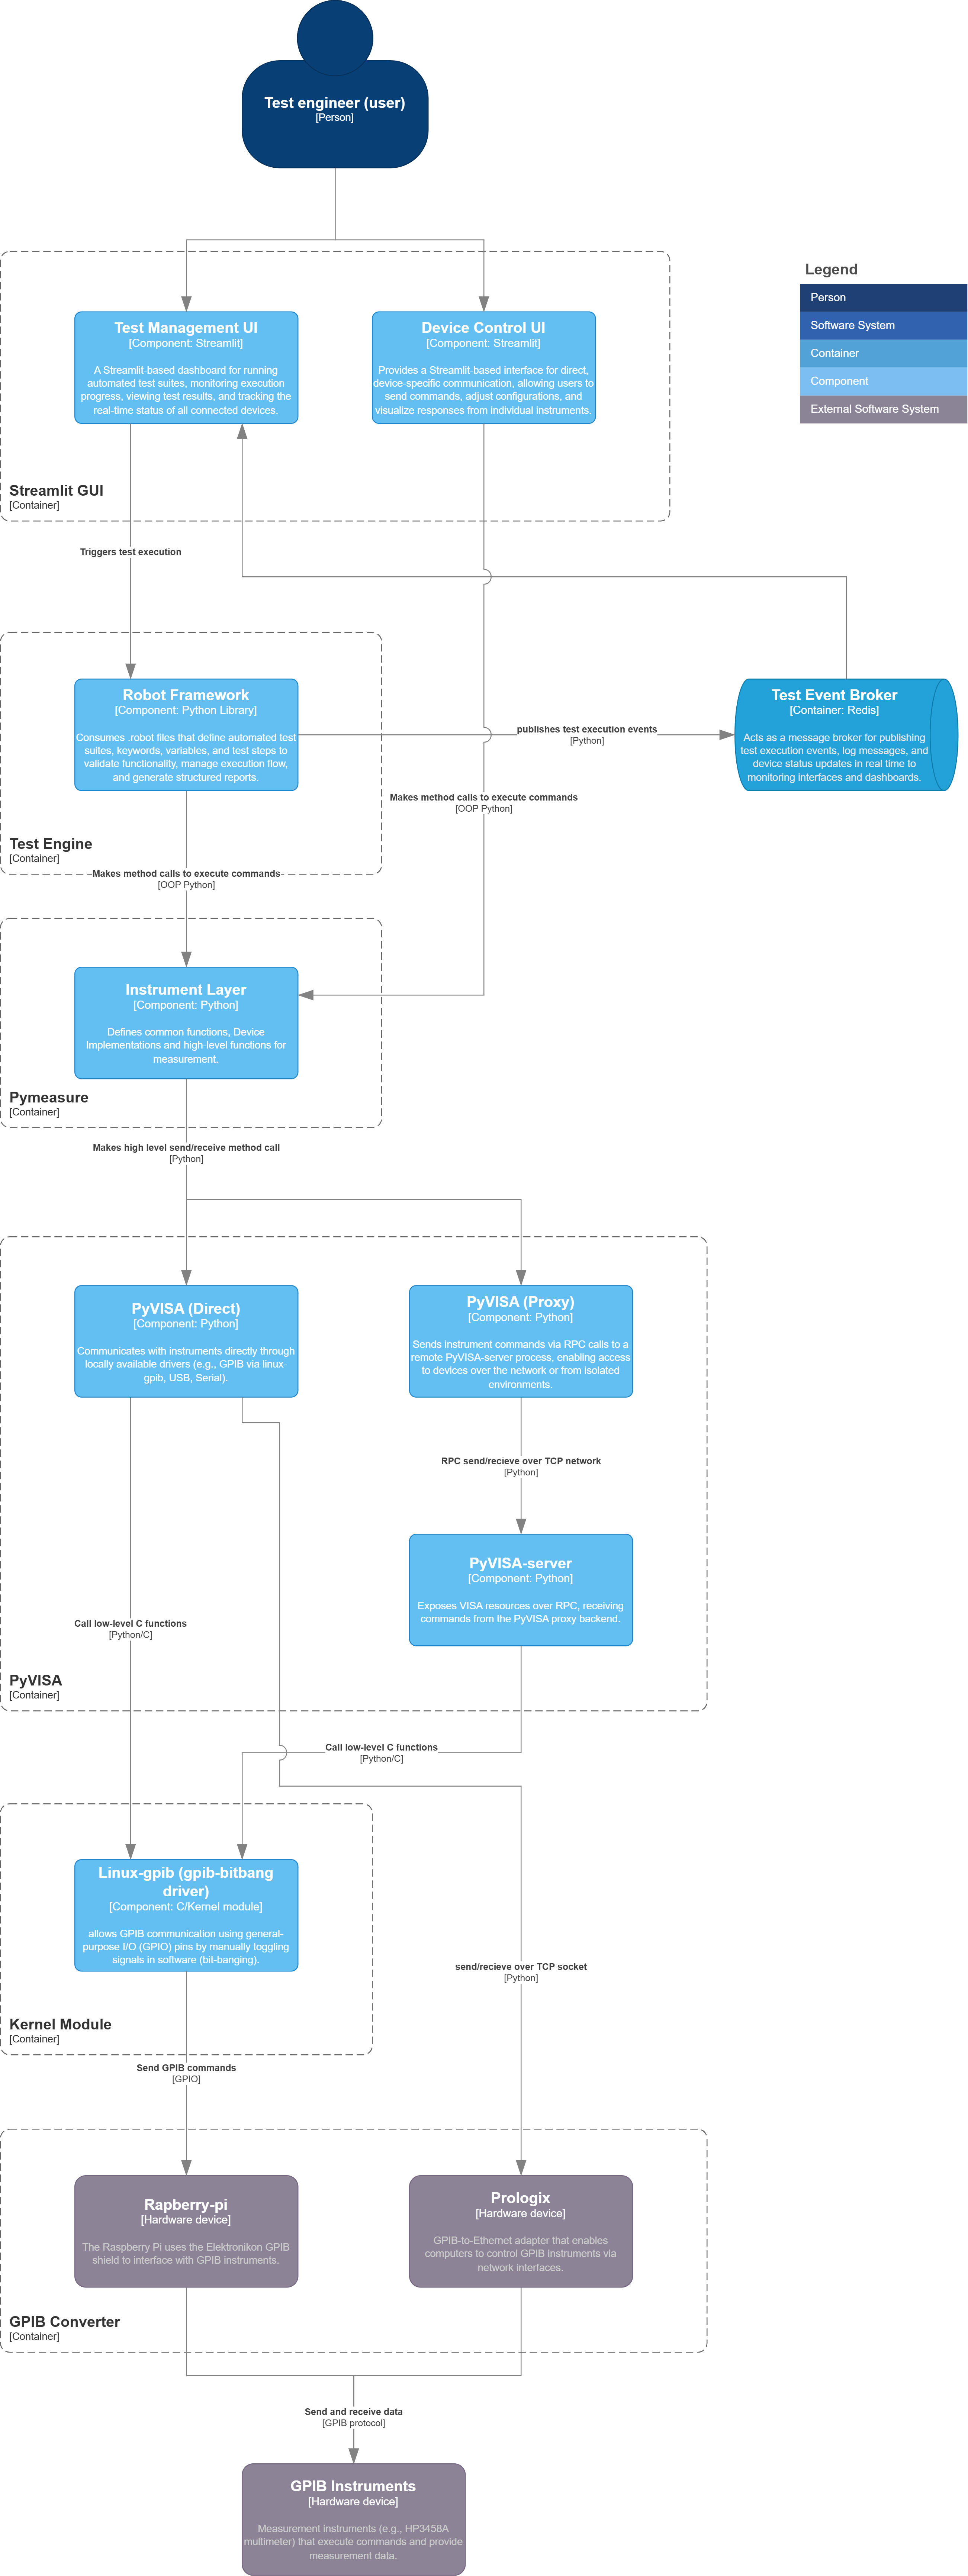 Test engineer (user)
[Person]
Legend
Person
Software System
Container
Component
External Software System
Test Management UI
[Component: Streamlit]
A Streamlit-based dashboard for running
automated test suites, monitoring execution
progress, viewing test results, and tracking the
real-time status of all connected devices.
Device Control UI
[Component: Streamlit]
Provides a Streamlit-based interface for direct,
device-specific communication, allowing users to
send commands, adjust configurations, and
visualize responses from individual instruments.
Streamlit GUI
[Container]
Triggers test execution
Robot Framework
[Component: Python Library]
Consumes .robot files that define automated test
suites, keywords, variables, and test steps to
validate functionality, manage execution flow,
and generate structured reports.
publishes test execution events
[Python]
Test Event Broker
[Container: Redis]
Acts as a message broker for publishing
test execution events, log messages, and
device status updates in real time to
monitoring interfaces and dashboards.
Makes method calls to execute commands
[OOP Python]
Test Engine
[Container]
Makes method calls to execute commands
[OOP Python]
Instrument Layer
[Component: Python]
Defines common functions, Device
Implementations and high-level functions for
measurement.
Pymeasure
[Container]
Makes high level send/receive method call
[Python]
PyVISA (Direct)
[Component: Python]
Communicates with instruments directly through
locally available drivers (e.g., GPIB via linux-
gpib, USB, Serial).
PyVISA (Proxy)
[Component: Python]
Sends instrument commands via RPC calls to a
remote PyVISA-server process, enabling access
to devices over the network or from isolated
environments.
RPC send/recieve over TCP network
[Python]
PyVISA-server
[Component: Python]
Exposes VISA resources over RPC, receiving
commands from the PyVISA proxy backend.
Call low-level C functions
[Python/C]
PyVISA
[Container]
Call low-level C functions
[Python/C]
Linux-gpib (gpib-bitbang
driver)
[Component: C/Kernel module]
allows GPIB communication using general-
purpose I/O (GPIO) pins by manually toggling
signals in software (bit-banging).
send/recieve over TCP socket
[Python]
Kernel Module
[Container]
Send GPIB commands
[GPIO]
Rapberry-pi
[Hardware device]
The Raspberry Pi uses the Elektronikon GPIB
shield to interface with GPIB instruments.
Prologix
[Hardware device]
GPIB-to-Ethernet adapter that enables
computers to control GPIB instruments via
network interfaces.
GPIB Converter
[Container]
Send and receive data
[GPIB protocol]
GPIB Instruments
[Hardware device]
Measurement instruments (e.g., HP3458A
multimeter) that execute commands and provide
measurement data.